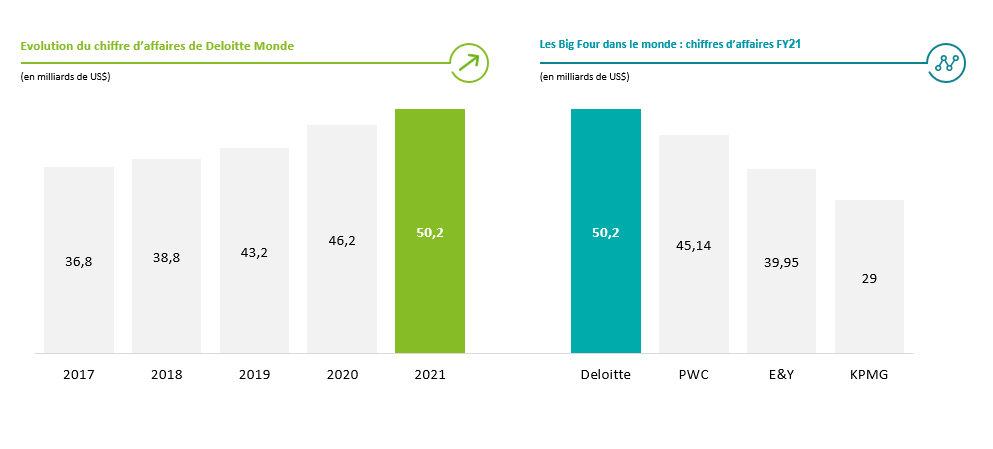 Evolution du chiffre d’affaires de Deloitte Monde
(en milliards de US$)
36,8
38,8
43,2
46,2
50,2
2017
2018
2019
2020
2021
Les Big Four dans le monde : chiffres d’affaires FY21
(en milliards de US$)
50,2
45,14
39,95
29
Deloitte
PWC
E&Y
KPMG